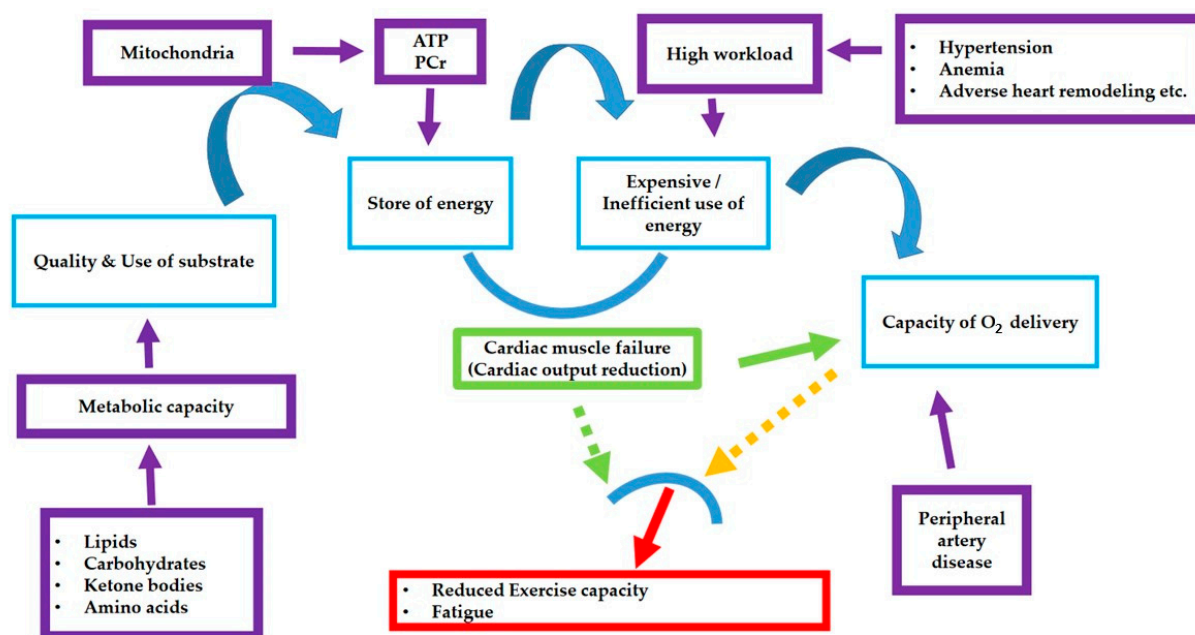 Mitochondria
ATP
PCr
High workload
• Hypertension
• Anemia
• Adverse heart remodeling etc.
Store of energy
Expensive /
Inefficient use of
energy
Quality & Use of substrate
Capacity of O₂ delivery
Cardiac muscle failure
(Cardiac output reduction)
Metabolic capacity
• Lipids
• Carbohydrates
• Ketone bodies
• Amino acids
Peripheral
artery
disease
• Reduced Exercise capacity
• Fatigue